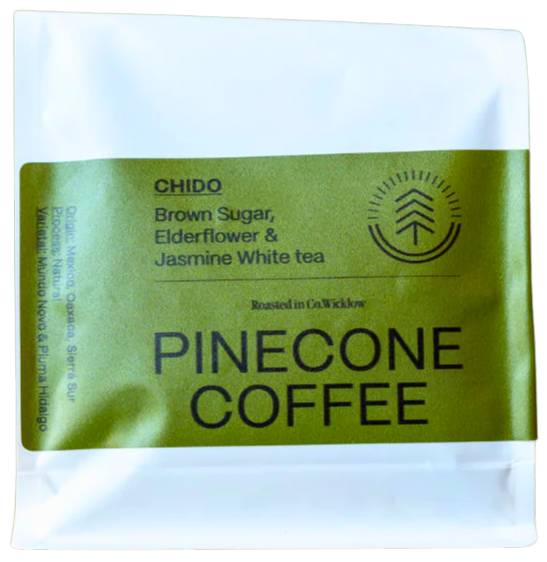 CHIDO
Brown Sugar,
Elderflower &
Jasmine White tea
Roasted in Co.Wicklow
PINECONE
COFFEE
Origin: Mexico, Oaxaca, Sierra Sur
Process: Natural
Varietal: Mundo Novo & Pluma Hidalgo